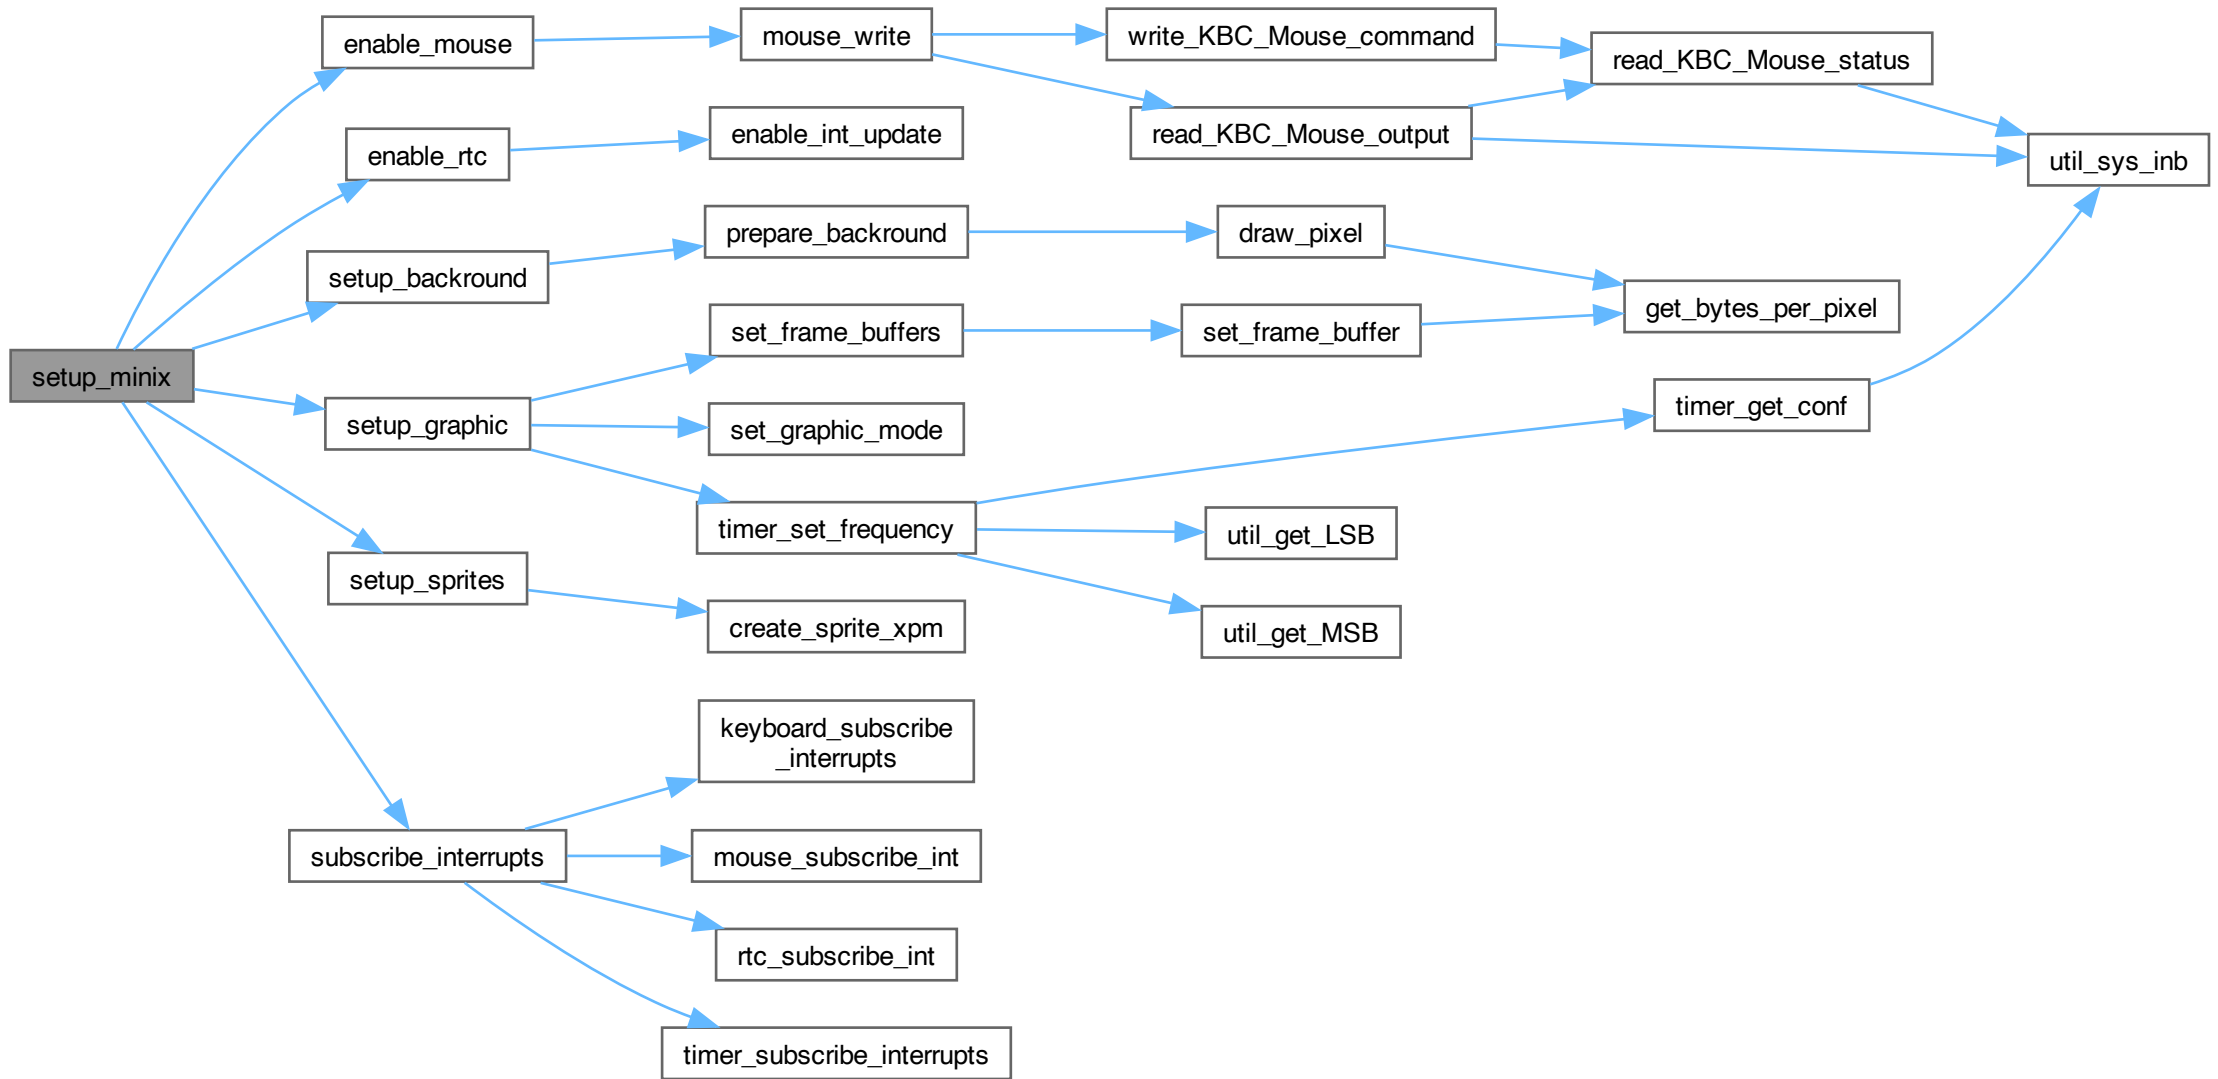 setup_minix
enable_mouse
enable_rtc
setup_backround
setup_graphic
setup_sprites
subscribe_interrupts
mouse_write
enable_int_update
prepare_backround
set_frame_buffers
set_graphic_mode
timer_set_frequency
create_sprite_xpm
keyboard_subscribe
_interrupts
mouse_subscribe_int
rtc_subscribe_int
timer_subscribe_interrupts
write_KBC_Mouse_command
read_KBC_Mouse_output
draw_pixel
set_frame_buffer
util_get_LSB
util_get_MSB
read_KBC_Mouse_status
get_bytes_per_pixel
timer_get_conf
util_sys_inb